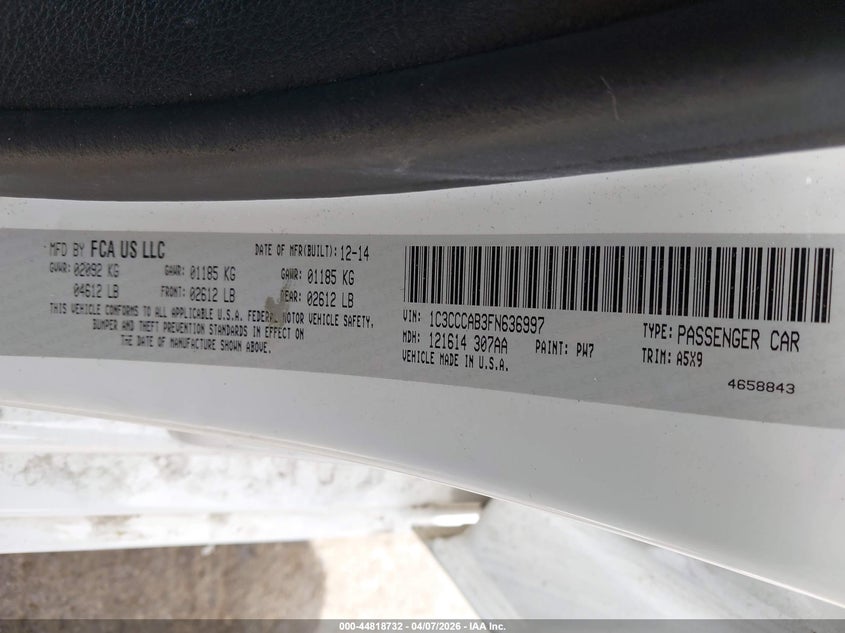 MFD BY FCA US LLC
DATE OF MFR(BUILT): 12-14
GVWR: 02092 KG
GAWR: 01185 KG
GAWR: 01185 KG
04612 LB
FRONT: 02612 LB
REAR: 02612 LB
THIS VEHICLE CONFORMS TO ALL APPLICABLE U.S.A. FEDERAL MOTOR VEHICLE SAFETY,
BUMPER AND THEFT PREVENTION STANDARDS IN EFFECT ON
THE DATE OF MANUFACTURE SHOWN ABOVE.
VIN: 1C3CCCAB3FN636997
TYPE: PASSENGER CAR
MDH: 121614 307AA
PAINT: PW7
TRIM: A5X9
VEHICLE MADE IN U.S.A.
4658843
000-44818732 - 04/07/2026 - IAA Inc.